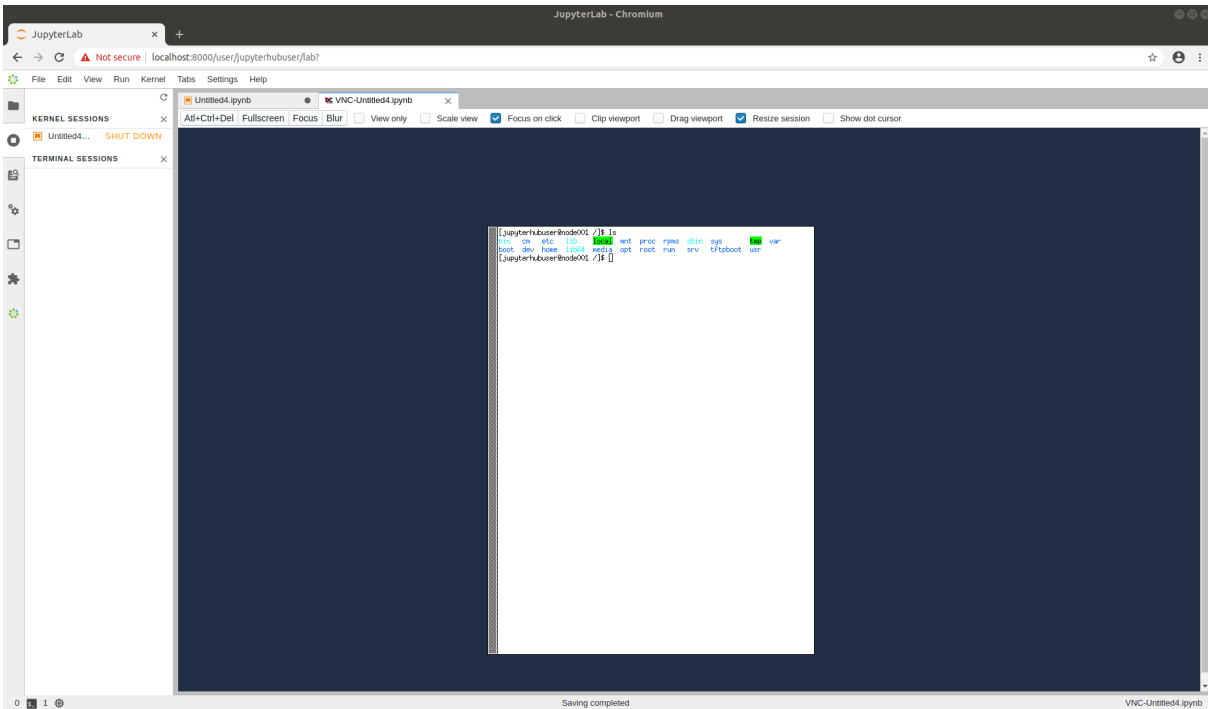 JupyterLab - Chromium
JupyterLab
Not secure | localhost:8000/user/jupyterhubuser/lab?
File Edit View Run Kernel Tabs Settings Help
Untitled4.ipynb VNC-Untitled4.ipynb
KERNEL SESSIONS
Atl+Ctrl+Del Fullscreen Focus Blur View only Scale view Focus on click Clip viewport Drag viewport Resize session Show dot cursor
Untitled4... SHUT DOWN
TERMINAL SESSIONS
[jupyterhubuser@node001 /]$ ls
bin cm etc lib local mnt proc rpms sbin sys tmp var
boot dev home lib64 media opt root run srv tftpboot usr
[jupyterhubuser@node001 /]$
0 1 Saving completed VNC-Untitled4.ipynb